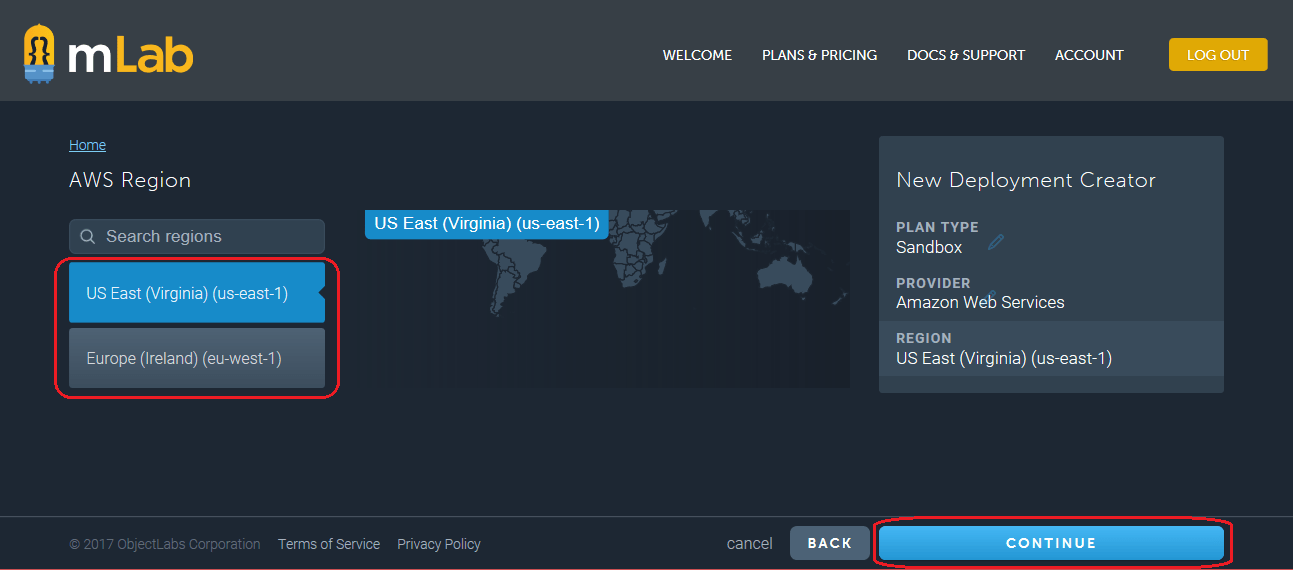 mLab
WELCOME
PLANS & PRICING
DOCS & SUPPORT
ACCOUNT
LOG OUT
Home
AWS Region
Search regions
US East (Virginia) (us-east-1)
Europe (Ireland) (eu-west-1)
US East (Virginia) (us-east-1)
New Deployment Creator
PLAN TYPE
Sandbox
PROVIDER
Amazon Web Services
REGION
US East (Virginia) (us-east-1)
© 2017 ObjectLabs Corporation
Terms of Service
Privacy Policy
cancel
BACK
CONTINUE